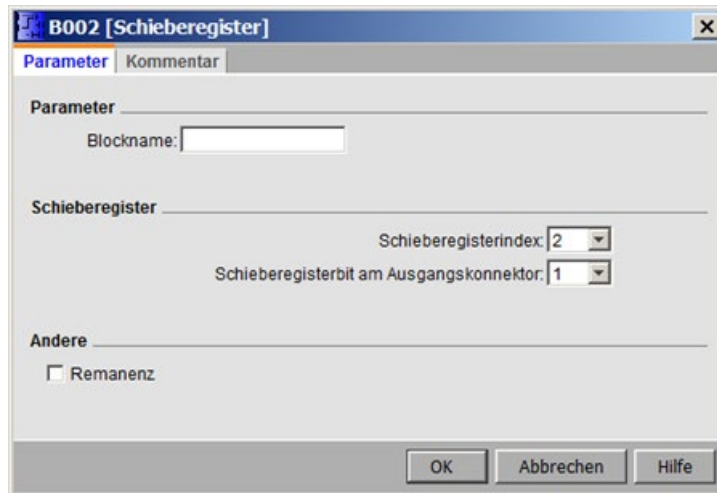 B002 [Schieberegister]
Parameter Kommentar
Parameter
Blockname:
Schieberegister
Schieberegisterindex: 2
Schieberegisterbit am Ausgangskonnektor: 1
Andere
Remanenz
OK Abbrechen Hilfe